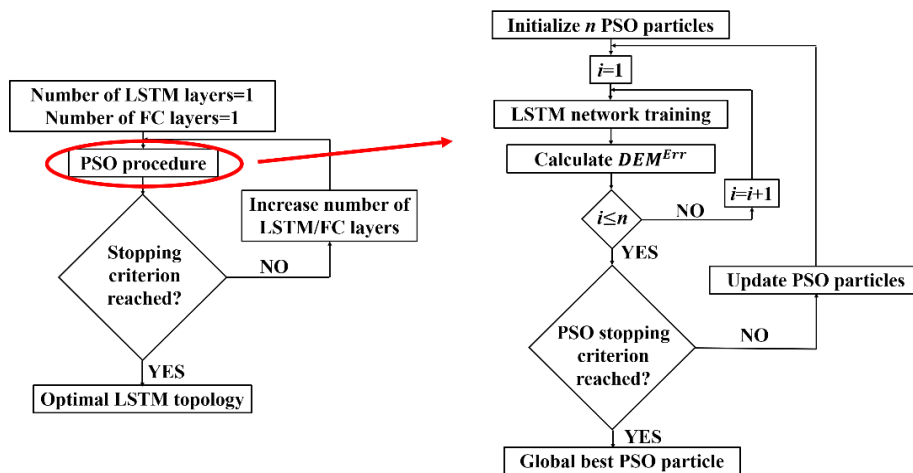 Number of LSTM layers=1
Number of FC layers=1
PSO procedure
Increase number of
LSTM/FC layers
Stopping
criterion
reached?
NO
YES
Optimal LSTM topology
Initialize n PSO particles
i=1
LSTM network training
Calculate DEM^Err
i=i+1
i≤n
NO
YES
Update PSO particles
PSO stopping
criterion
reached?
NO
YES
Global best PSO particle